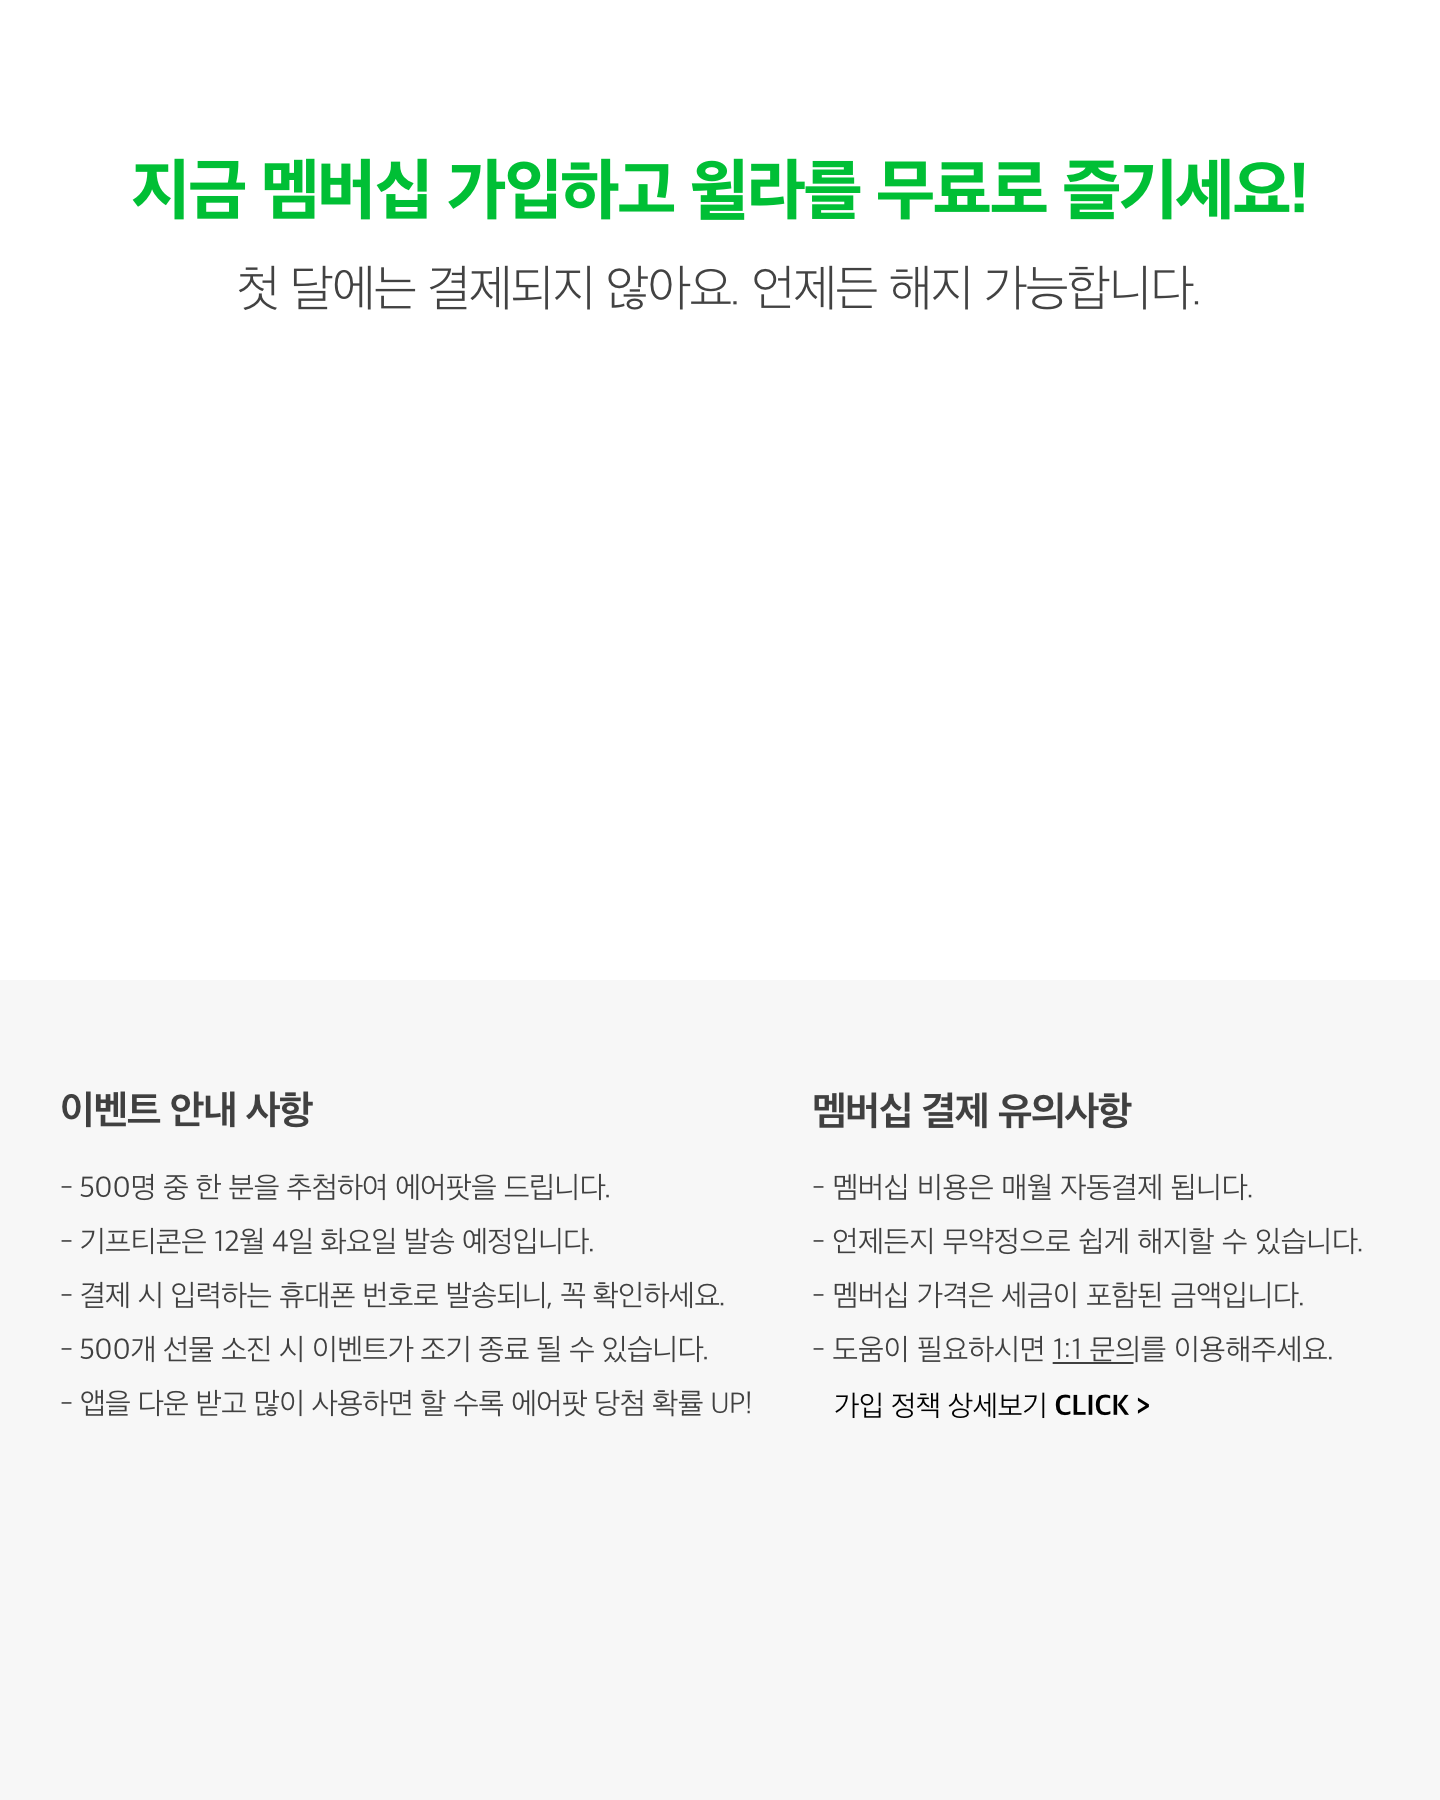 지금 멤버십 가입하고 윌라를 무료로 즐기세요!
첫 달에는 결제되지 않아요. 언제든 해지 가능합니다.
이벤트 안내 사항
- 500명 중 한 분을 추첨하여 에어팟을 드립니다.
- 기프티콘은 12월 4일 화요일 발송 예정입니다.
- 결제 시 입력하는 휴대폰 번호로 발송되니, 꼭 확인하세요.
- 500개 선물 소진 시 이벤트가 조기 종료 될 수 있습니다.
- 앱을 다운 받고 많이 사용하면 할 수록 에어팟 당첨 확률 UP!
멤버십 결제 유의사항
- 멤버십 비용은 매월 자동결제 됩니다.
- 언제든지 무약정으로 쉽게 해지할 수 있습니다.
- 멤버십 가격은 세금이 포함된 금액입니다.
- 도움이 필요하시면 1:1 문의를 이용해주세요.
가입 정책 상세보기 CLICK >